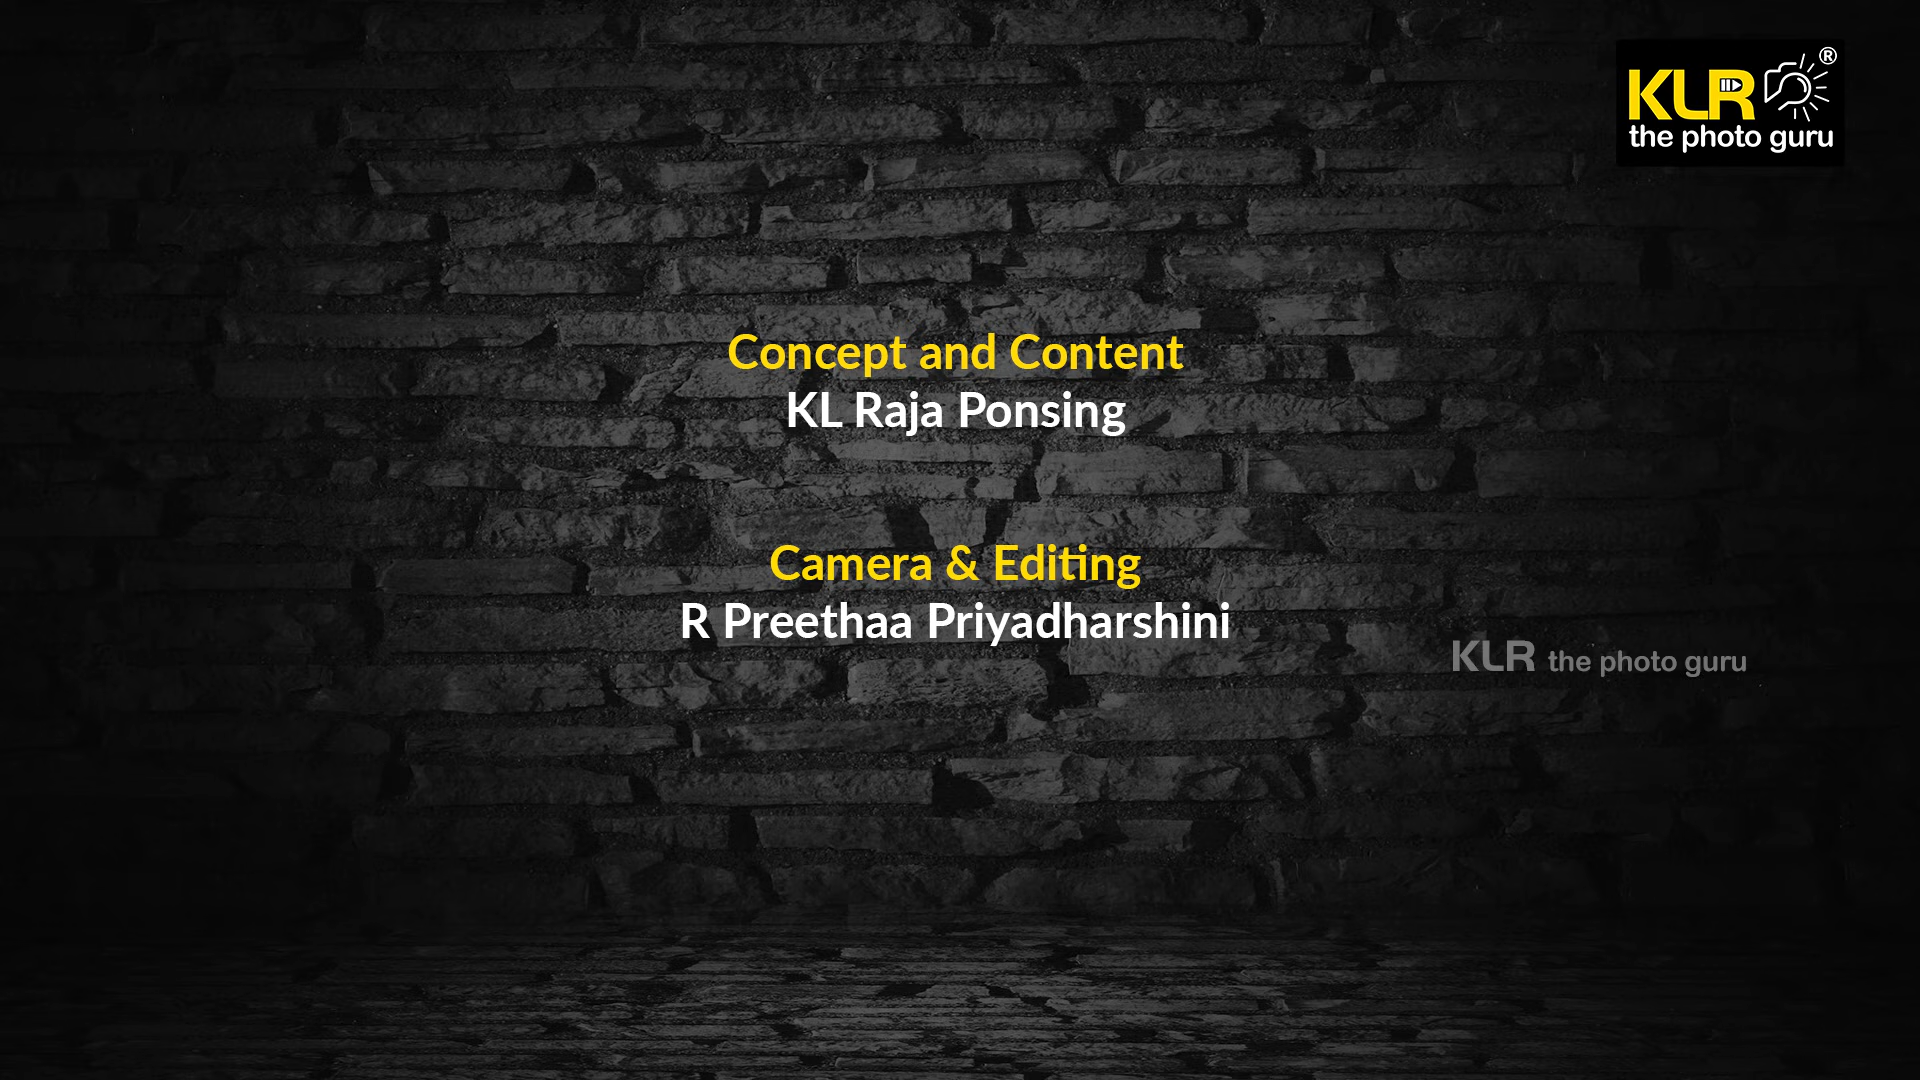 KLR ®
the photo guru
Concept and Content
KL Raja Ponsing
Camera & Editing
R Preethaa Priyadharshini
KLR the photo guru